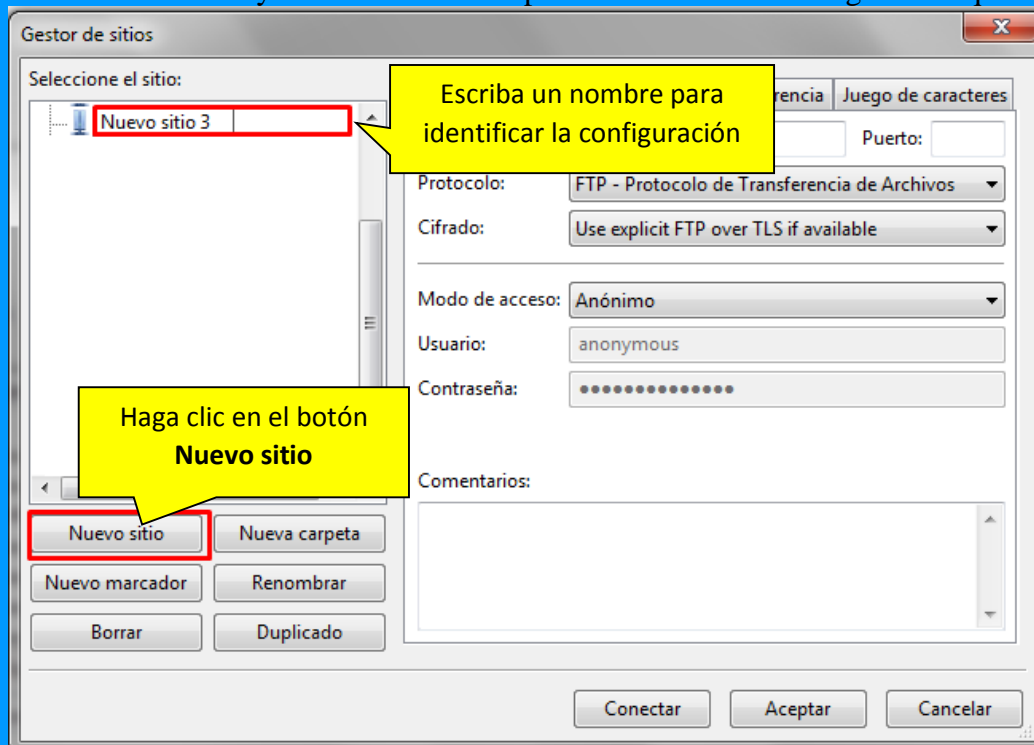 Gestor de sitios
Seleccione el sitio:
Nuevo sitio 3
Escriba un nombre para
identificar la configuración
Juego de caracteres
Puerto:
Protocolo:
FTP - Protocolo de Transferencia de Archivos
Cifrado:
Use explicit FTP over TLS if available
Modo de acceso:
Anónimo
Usuario:
anonymous
Contraseña:
Haga clic en el botón
Nuevo sitio
Comentarios:
Nuevo sitio
Nueva carpeta
Nuevo marcador
Renombrar
Borrar
Duplicado
Conectar
Aceptar
Cancelar